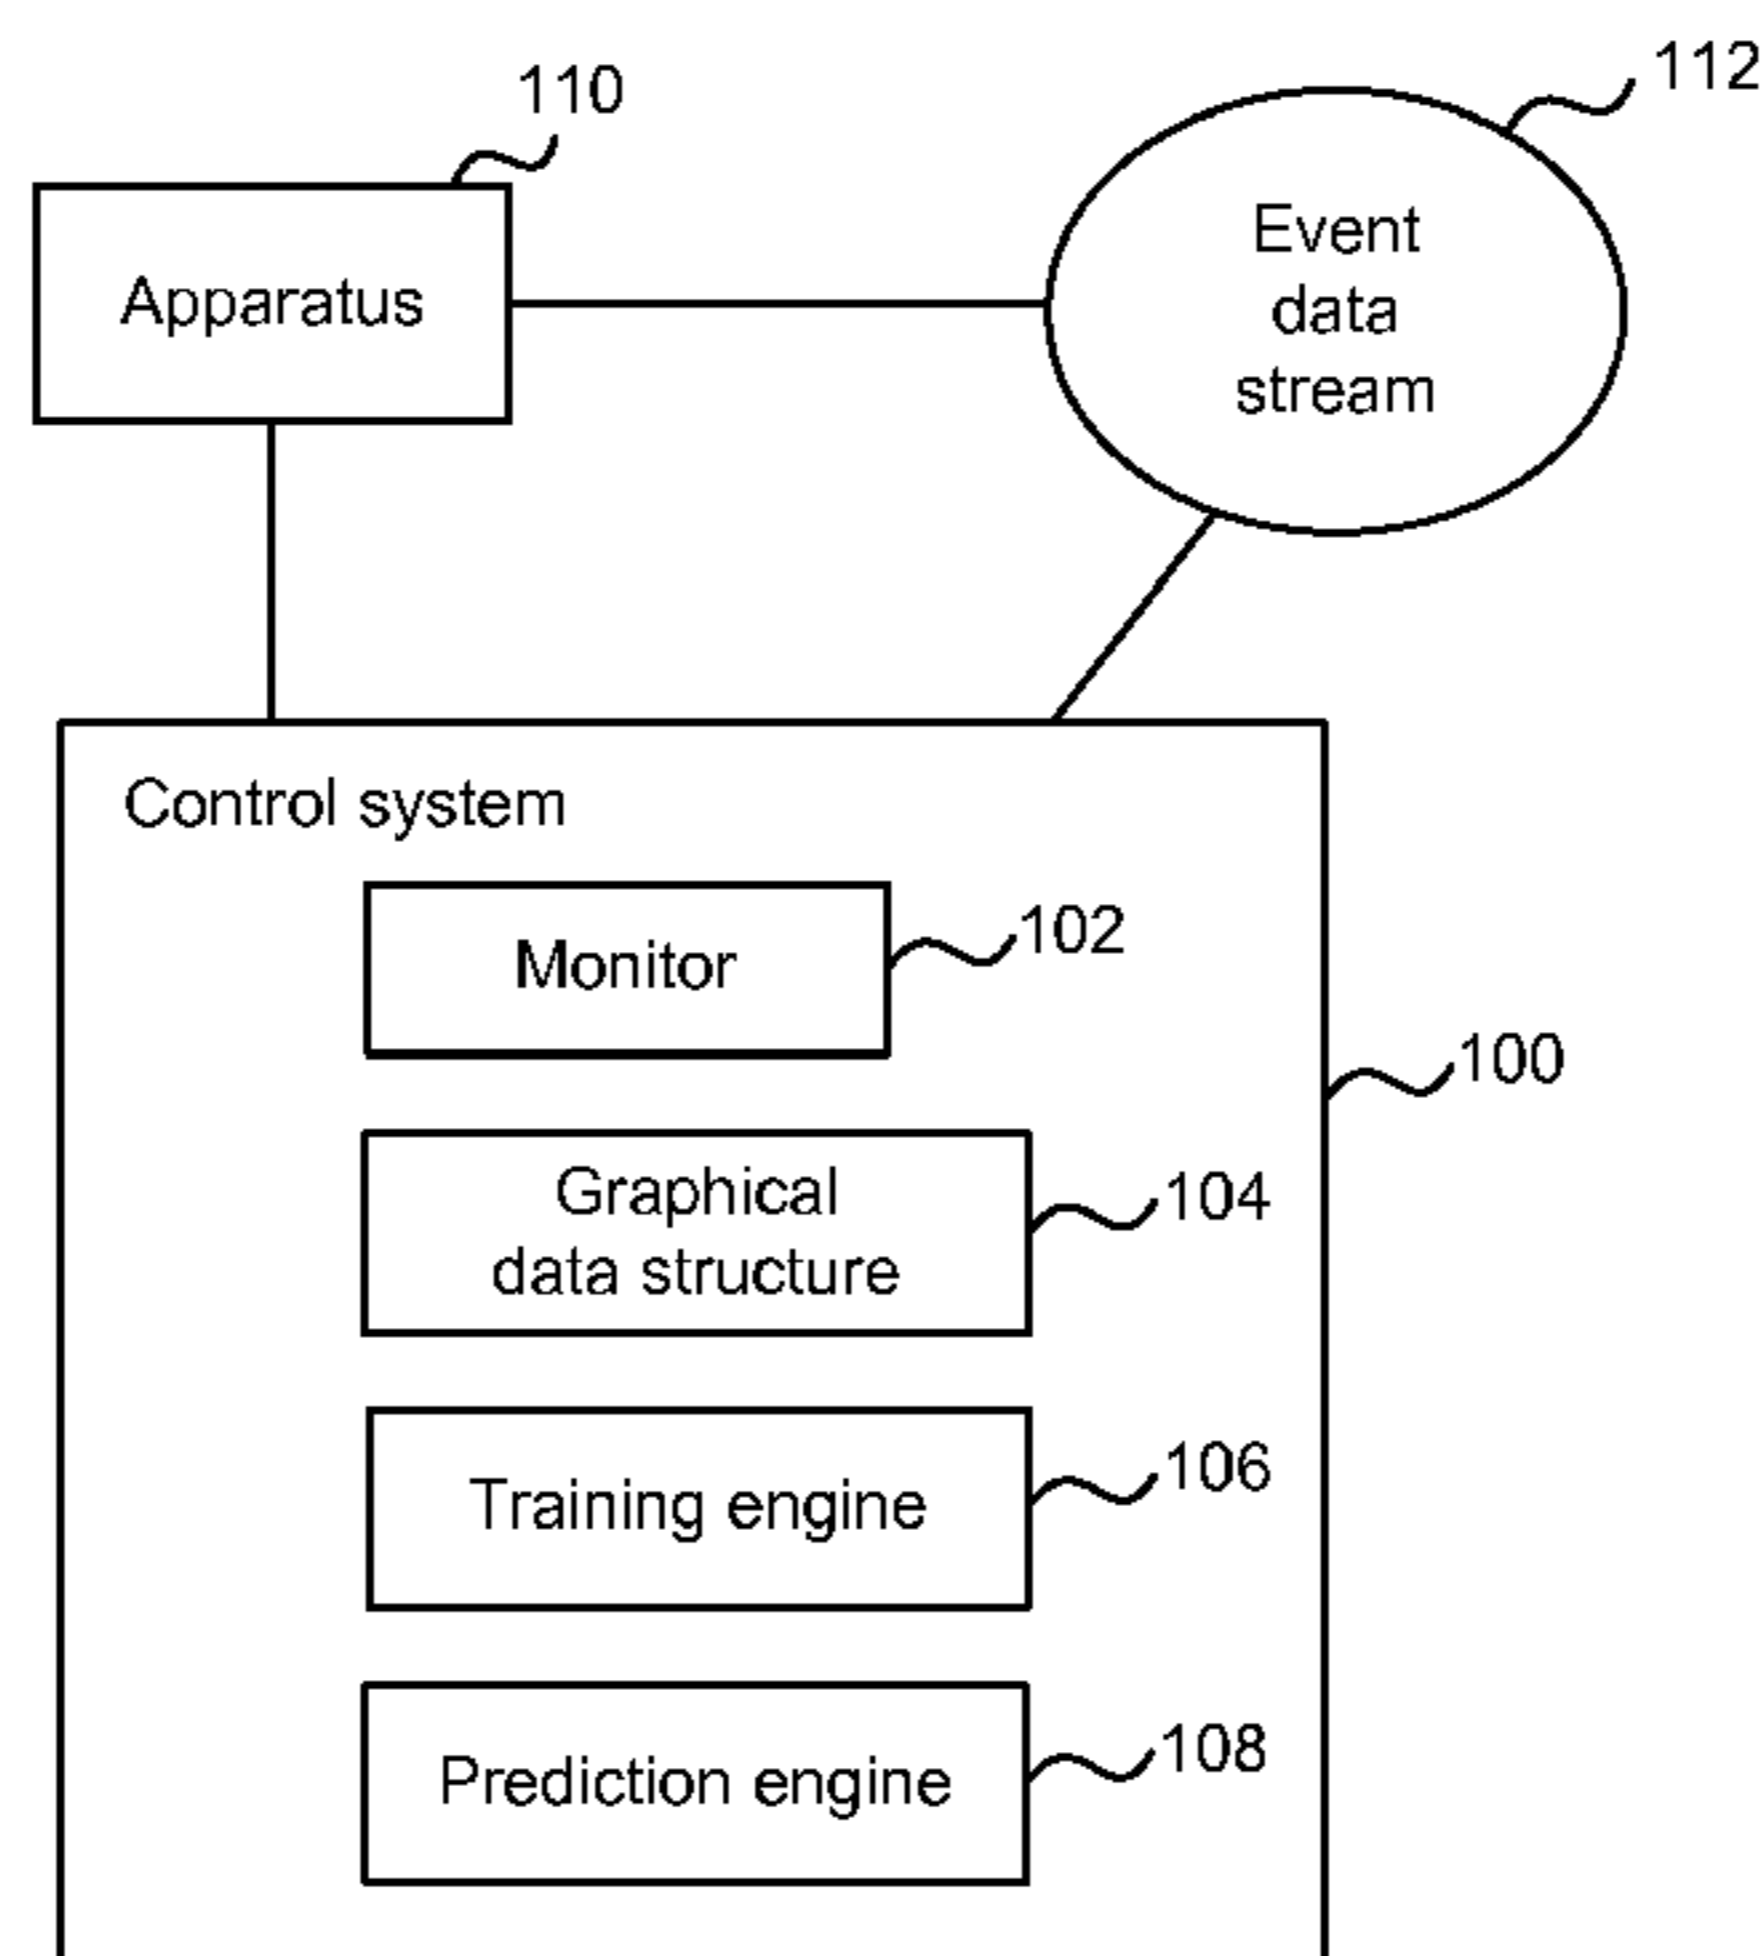 110
112
Apparatus
Event
data
stream
Control system
Monitor
102
100
Graphical
data structure
104
Training engine
106
Prediction engine
108